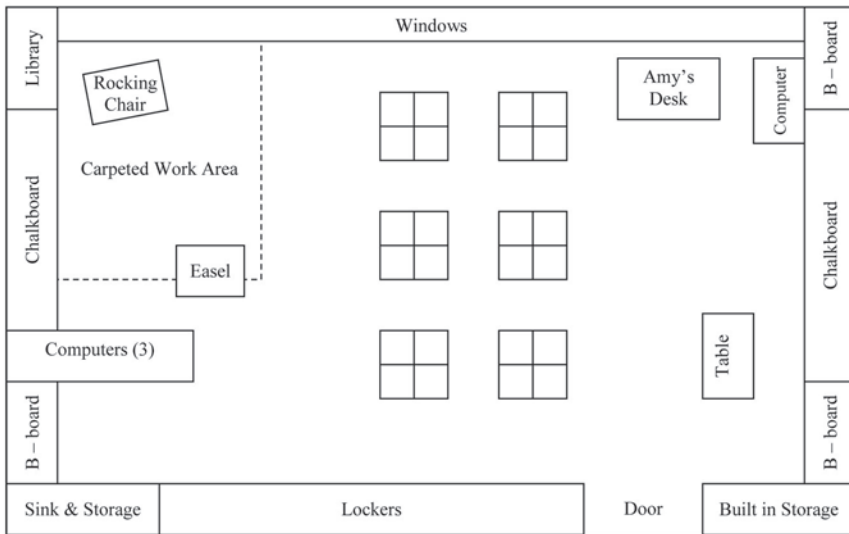 Windows
Library
Rocking
Chair
Amy's
Desk
Computer
B – board
Carpeted Work Area
Chalkboard
Easel
Chalkboard
Computers (3)
Table
B – board
B – board
Sink & Storage
Lockers
Door
Built in Storage